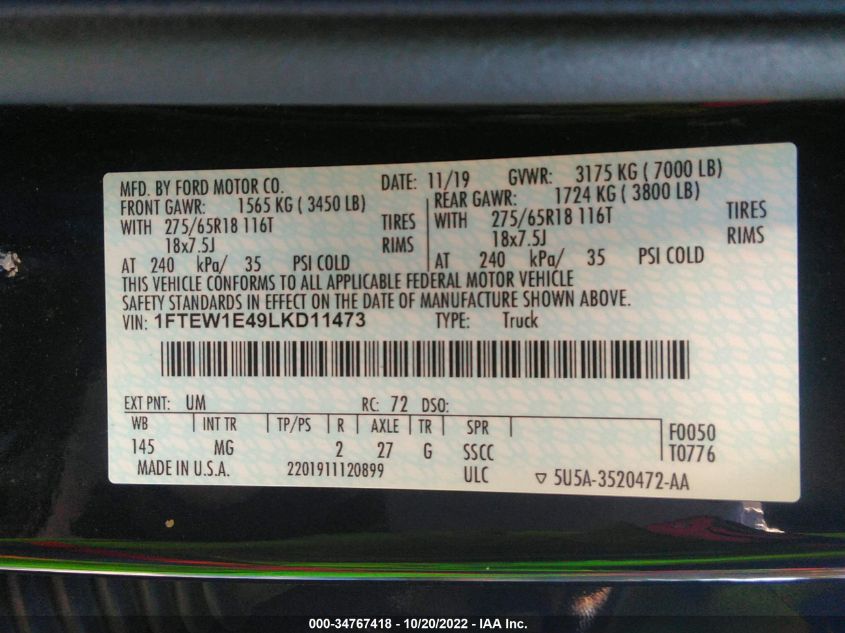 MFD. BY FORD MOTOR CO. DATE: 11/19 GVWR: 3175 KG ( 7000 LB)
FRONT GAWR: 1565 KG ( 3450 LB) REAR GAWR: 1724 KG ( 3800 LB)
WITH 275/65R18 116T TIRES WITH 275/65R18 116T TIRES
18x7.5J RIMS 18x7.5J RIMS
AT 240 kPa/ 35 PSI COLD AT 240 kPa/ 35 PSI COLD
THIS VEHICLE CONFORMS TO ALL APPLICABLE FEDERAL MOTOR VEHICLE
SAFETY STANDARDS IN EFFECT ON THE DATE OF MANUFACTURE SHOWN ABOVE.
VIN: 1FTEW1E49LKD11473 TYPE: Truck
EXT PNT: UM RC: 72 DSO:
WB INT TR TP/PS R AXLE TR SPR F0050
145 MG 2 27 G SSCC T0776
MADE IN U.S.A. 2201911120899 ULC ▽ 5U5A-3520472-AA
000-34767418 - 10/20/2022 - IAA Inc.